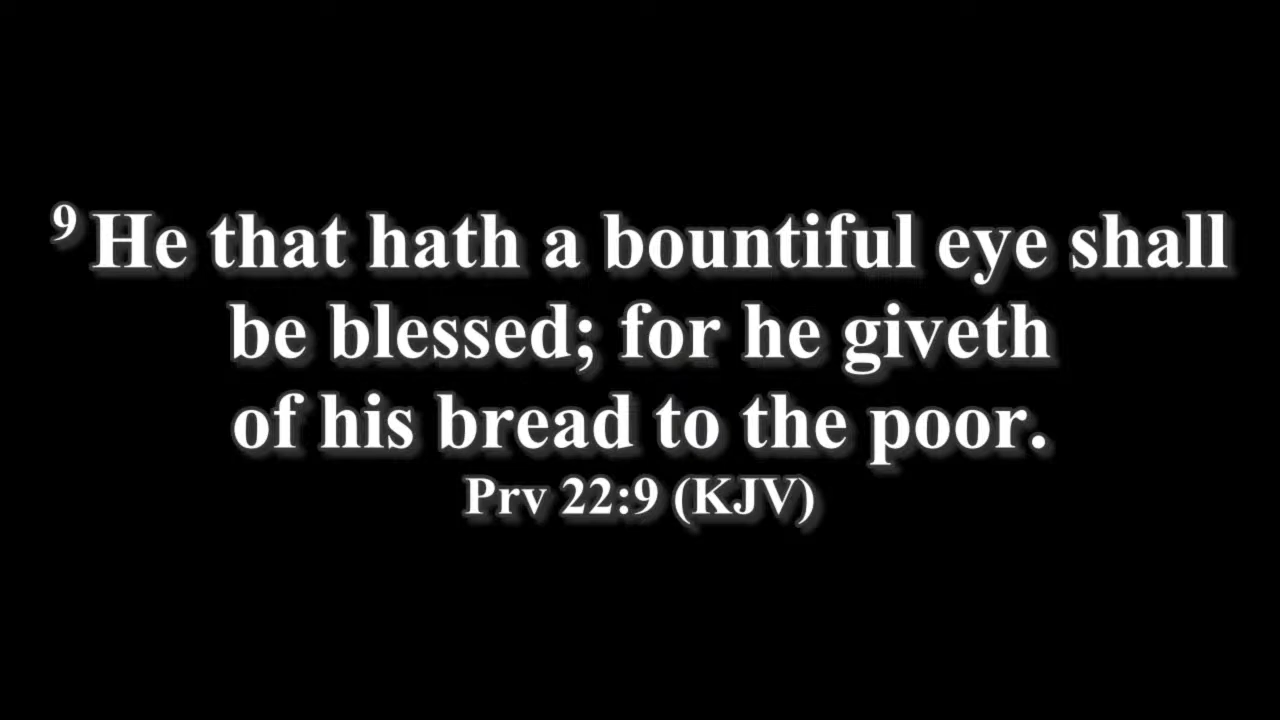 9 He that hath a bountiful eye shall
be blessed; for he giveth
of his bread to the poor.
Prv 22:9 (KJV)